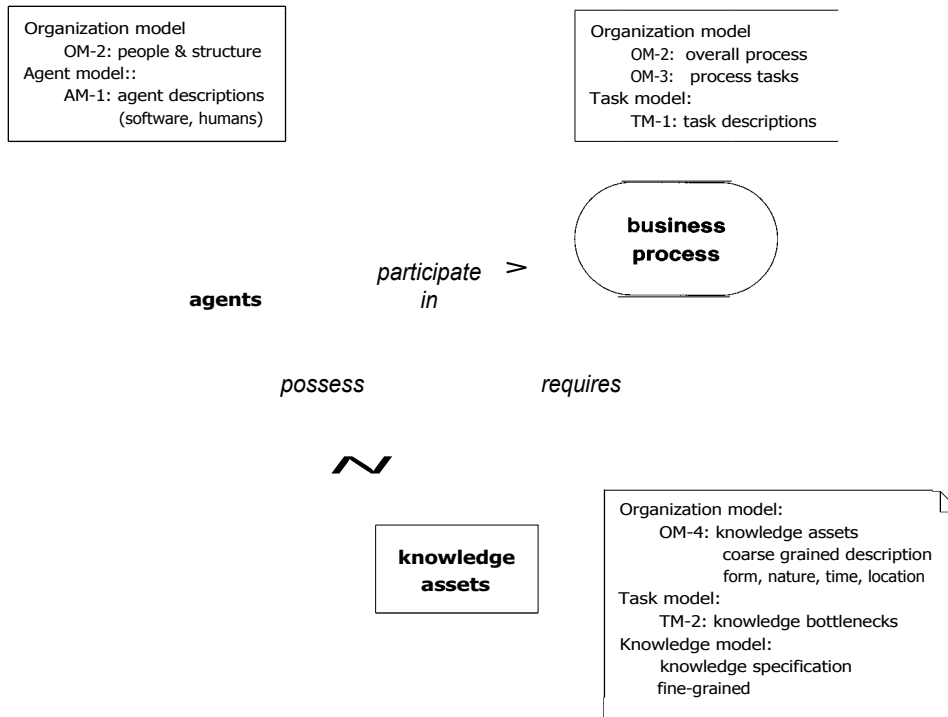 Organization model
OM-2: people & structure
Agent model::
AM-1: agent descriptions
(software, humans)
Organization model
OM-2: overall process
OM-3: process tasks
Task model:
TM-1: task descriptions
business
process
participate >
in
agents
possess
requires
knowledge
assets
Organization model:
OM-4: knowledge assets
coarse grained description
form, nature, time, location
Task model:
TM-2: knowledge bottlenecks
Knowledge model:
knowledge specification
fine-grained